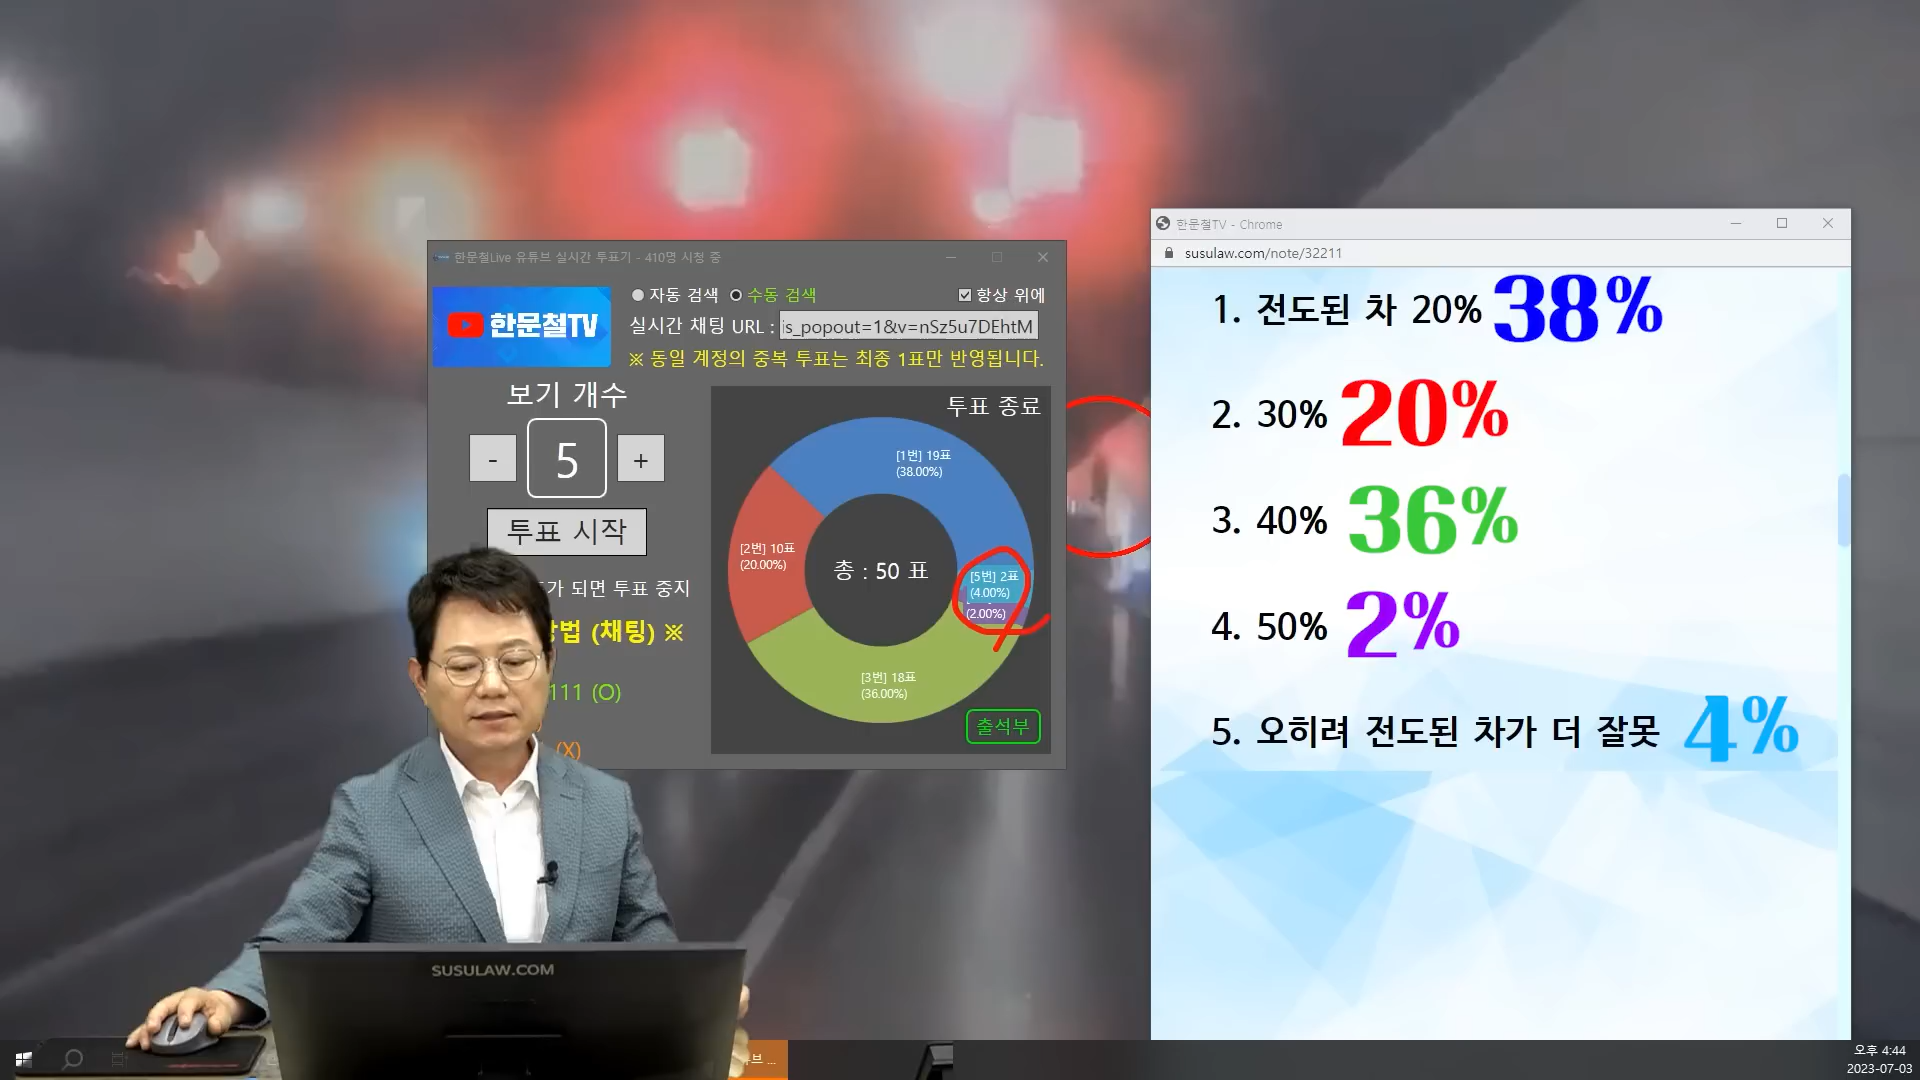 한문철Live 유튜브 실시간 투표기 - 410명 시청 중
한문철TV
자동 검색 수동 검색 항상 위에
실시간 채팅 URL : is_popout=1&v=nSz5u7DEhtM
※ 동일 계정의 중복 투표는 최종 1표만 반영됩니다.
보기 개수
- 5 +
투표 시작
가 되면 투표 중지
(채팅) ※
111 (O)
(X)
투표 종료
[1번] 19표
(38.00%)
[2번] 10표
(20.00%)
총 : 50 표
[5번] 2표
(4.00%)
(2.00%)
[3번] 18표
(36.00%)
출석부
한문철TV - Chrome
susulaw.com/note/32211
1. 전도된 차 20% 38%
2. 30% 20%
3. 40% 36%
4. 50% 2%
5. 오히려 전도된 차가 더 잘못 4%
SUSULAW.COM
오후 4:44
2023-07-03